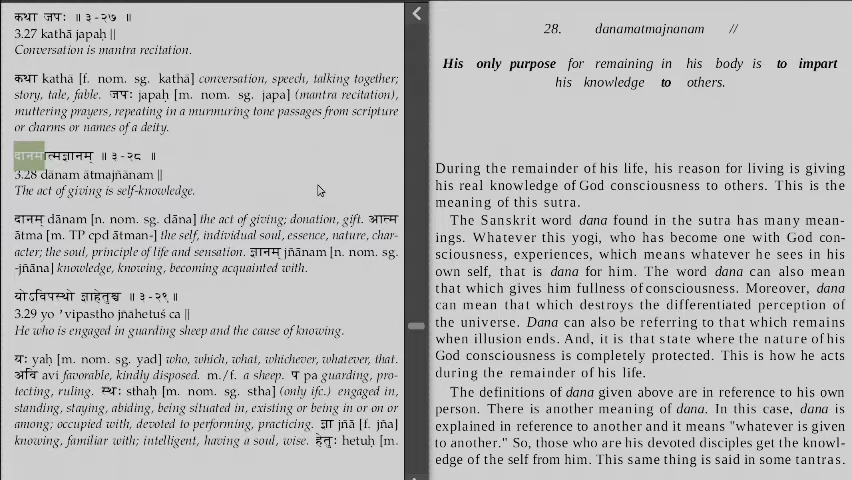 कथा जपः ॥ ३-२७ ॥
3.27 kathā japaḥ ||
Conversation is mantra recitation.
कथा kathā [f. nom. sg. kathā] conversation, speech, talking together;
story, tale, fable. जपः japaḥ [m. nom. sg. japa] (mantra recitation),
muttering prayers, repeating in a murmuring tone passages from scripture
or charms or names of a deity.
दानमात्मज्ञानम् ॥ ३-२८ ॥
3.28 dānam ātmajñānam ||
The act of giving is self-knowledge.
दानम् dānam [n. nom. sg. dāna] the act of giving; donation, gift. आत्म
ātma [m. TP cpd ātman-] the self, individual soul, essence, nature, char-
acter; the soul, principle of life and sensation. ज्ञानम् jñānam [n. nom. sg.
-jñāna] knowledge, knowing, becoming acquainted with.
योऽविपस्थो ज्ञाहेतुश्च ॥ ३-२९॥
3.29 yo 'vipastho jñāhetuś ca ||
He who is engaged in guarding sheep and the cause of knowing.
यः yaḥ [m. nom. sg. yad] who, which, what, whichever, whatever, that.
अवि avi favorable, kindly disposed. m./f. a sheep. प pa guarding, pro-
tecting, ruling. स्थः sthaḥ [m. nom. sg. stha] (only ifc.) engaged in,
standing, staying, abiding, being situated in, existing or being in or on or
among; occupied with, devoted to performing, practicing. ज्ञा jñā [f. jña]
knowing, familiar with; intelligent, having a soul, wise. हेतुः hetuḥ [m.
28. danamatmajnanam //
His only purpose for remaining in his body is to impart
his knowledge to others.
During the remainder of his life, his reason for living is giving
his real knowledge of God consciousness to others. This is the
meaning of this sutra.
The Sanskrit word dana found in the sutra has many mean-
ings. Whatever this yogi, who has become one with God con-
sciousness, experiences, which means whatever he sees in his
own self, that is dana for him. The word dana can also mean
that which gives him fullness of consciousness. Moreover, dana
can mean that which destroys the differentiated perception of
the universe. Dana can also be referring to that which remains
when illusion ends. And, it is that state where the nature of his
God consciousness is completely protected. This is how he acts
during the remainder of his life.
The definitions of dana given above are in reference to his own
person. There is another meaning of dana. In this case, dana is
explained in reference to another and it means "whatever is given
to another." So, those who are his devoted disciples get the knowl-
edge of the self from him. This same thing is said in some tantras.